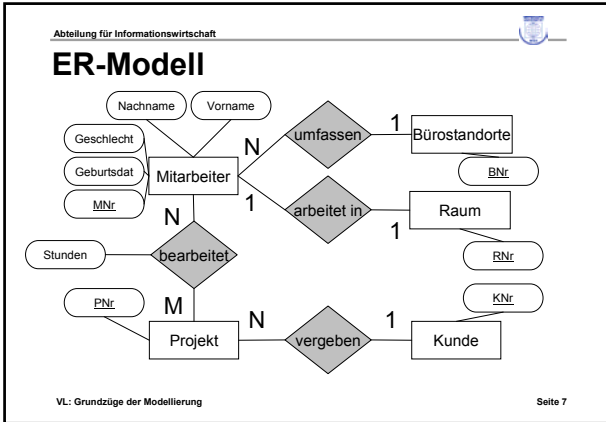 Abteilung für Informationswirtschaft
ER-Modell
Nachname
Vorname
Geschlecht
Geburtsdat
MNr
Mitarbeiter
N
umfassen
1
Bürostandorte
BNr
1
arbeitet in
1
Raum
RNr
N
Stunden
bearbeitet
M
PNr
Projekt
N
vergeben
1
Kunde
KNr
VL: Grundzüge der Modellierung
Seite 7